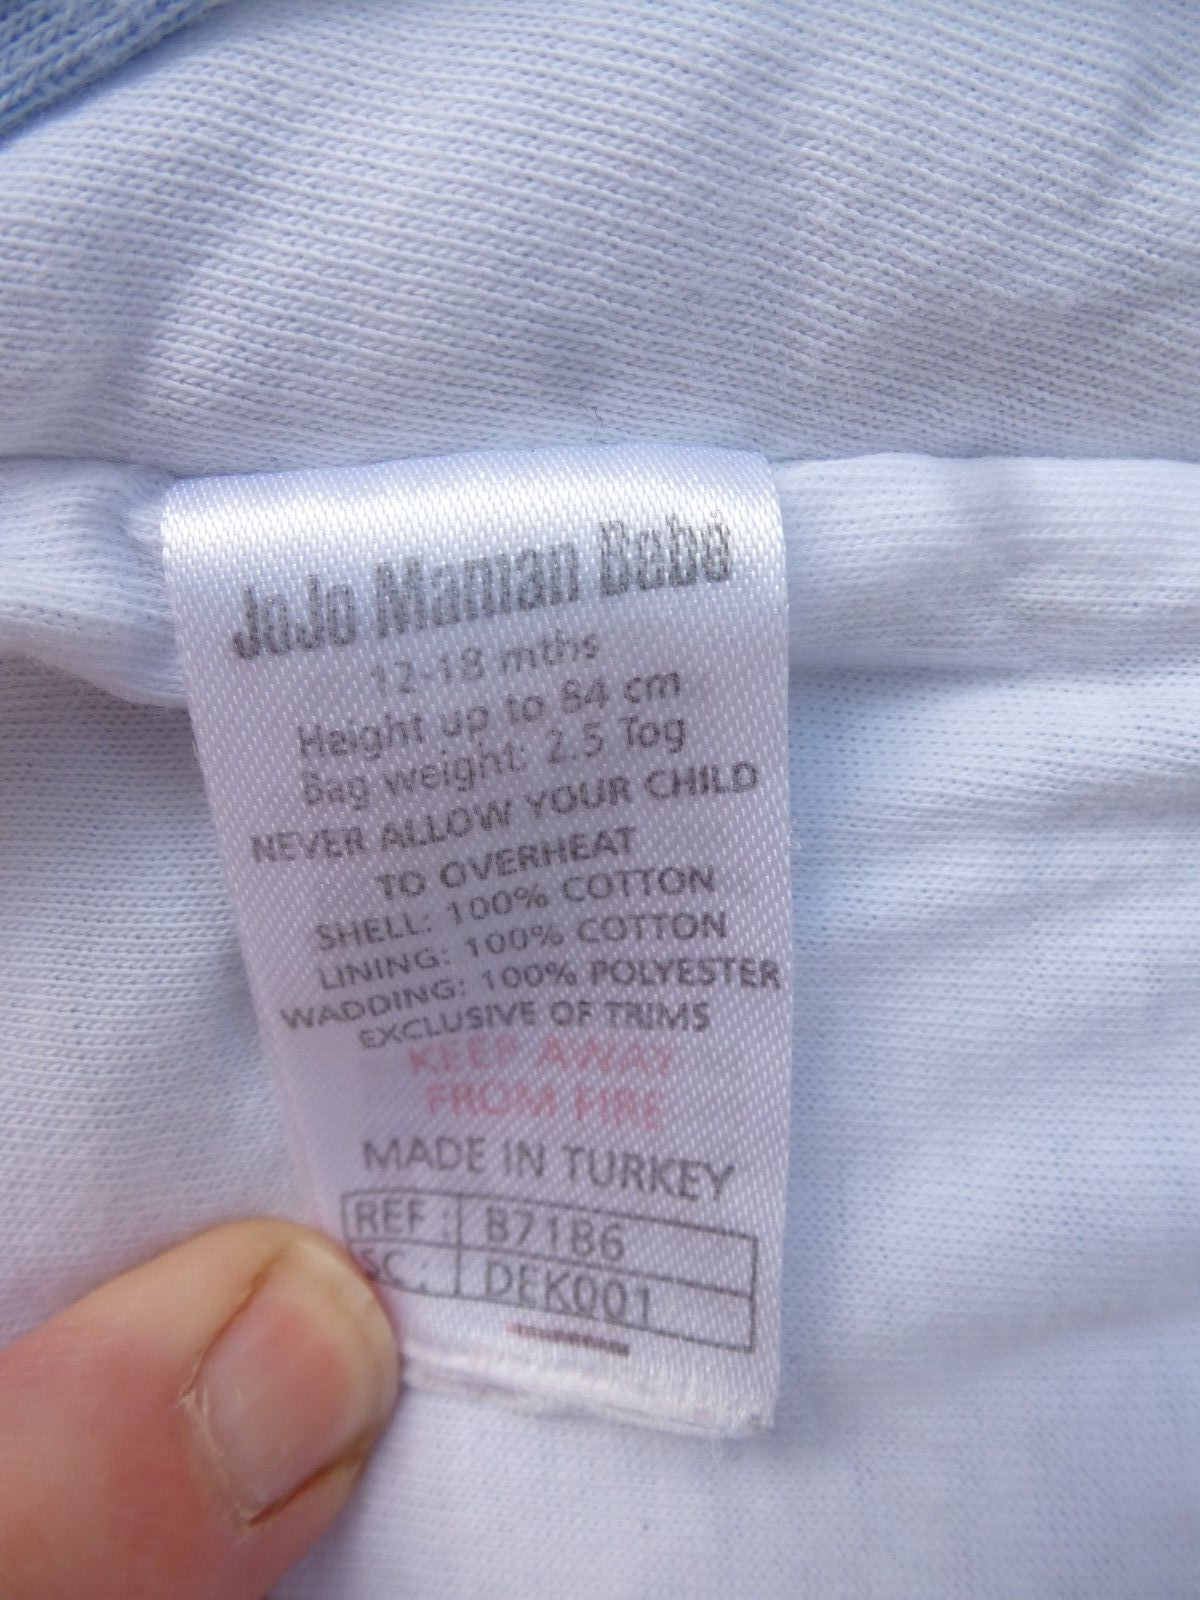 JoJo Maman Bebé
12-18 mths
Height up to 84 cm
Bag weight: 2.5 Tog
NEVER ALLOW YOUR CHILD
TO OVERHEAT
SHELL: 100% COTTON
LINING: 100% COTTON
WADDING: 100% POLYESTER
EXCLUSIVE OF TRIMS
KEEP AWAY
FROM FIRE
MADE IN TURKEY
REF: B7186
SC: DEK001